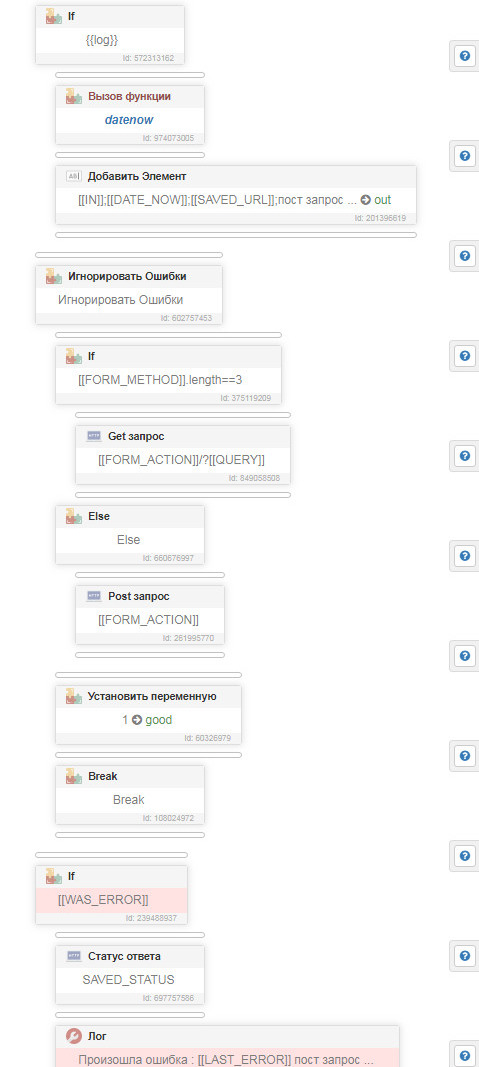 If
{{log}}
Id: 572313162
Вызов функции
datenow
Id: 974073005
Добавить Элемент
[[IN]];[[DATE_NOW]];[[SAVED_URL]];пост запрос ... out
Id: 201396619
Игнорировать Ошибки
Игнорировать Ошибки
Id: 602757453
If
[[FORM_METHOD]].length==3
Id: 375119209
Get запрос
[[FORM_ACTION]]/?[[QUERY]]
Id: 849058508
Else
Else
Id: 660676997
Post запрос
[[FORM_ACTION]]
Id: 261995770
Установить переменную
1 good
Id: 60326979
Break
Break
Id: 108024972
If
[[WAS_ERROR]]
Id: 239488937
Статус ответа
SAVED_STATUS
Id: 697757586
Лог
Произошла ошибка : [[LAST_ERROR]] пост запрос ...